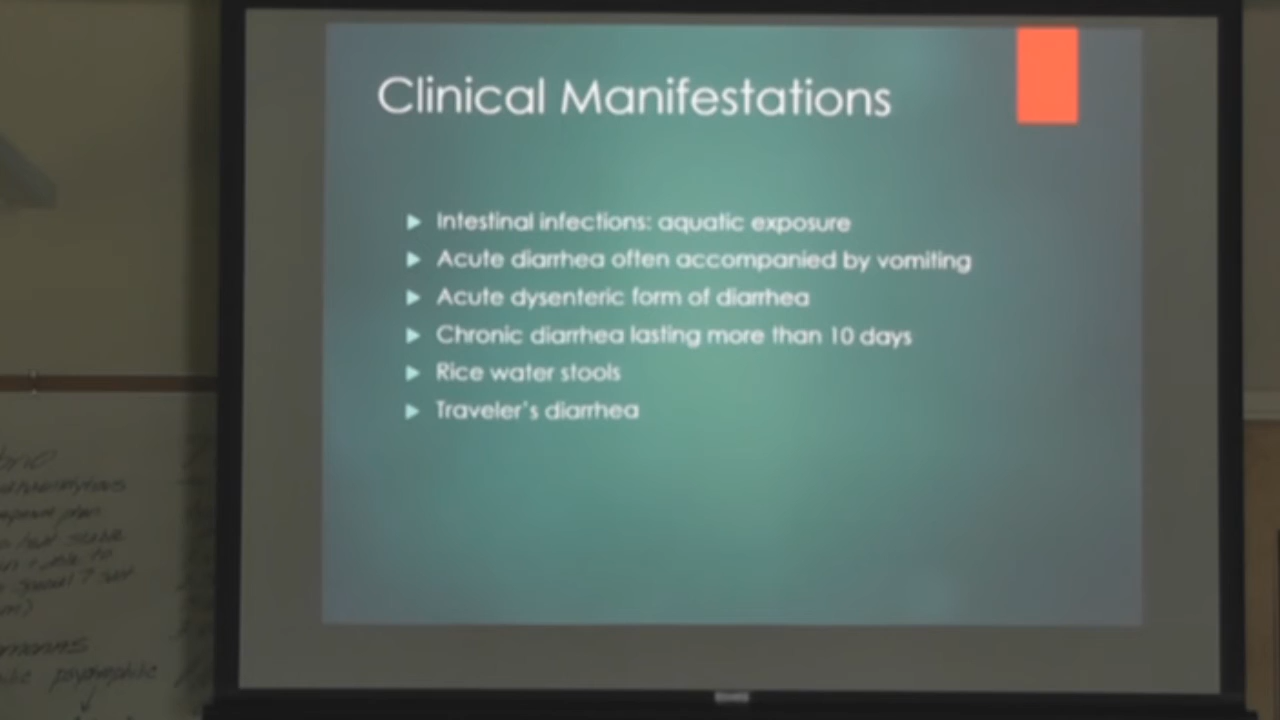 Clinical Manifestations
Intestinal infections: aquatic exposure
Acute diarrhea often accompanied by vomiting
Acute dysenteric form of diarrhea
Chronic diarrhea lasting more than 10 days
Rice water stools
Traveler's diarrhea